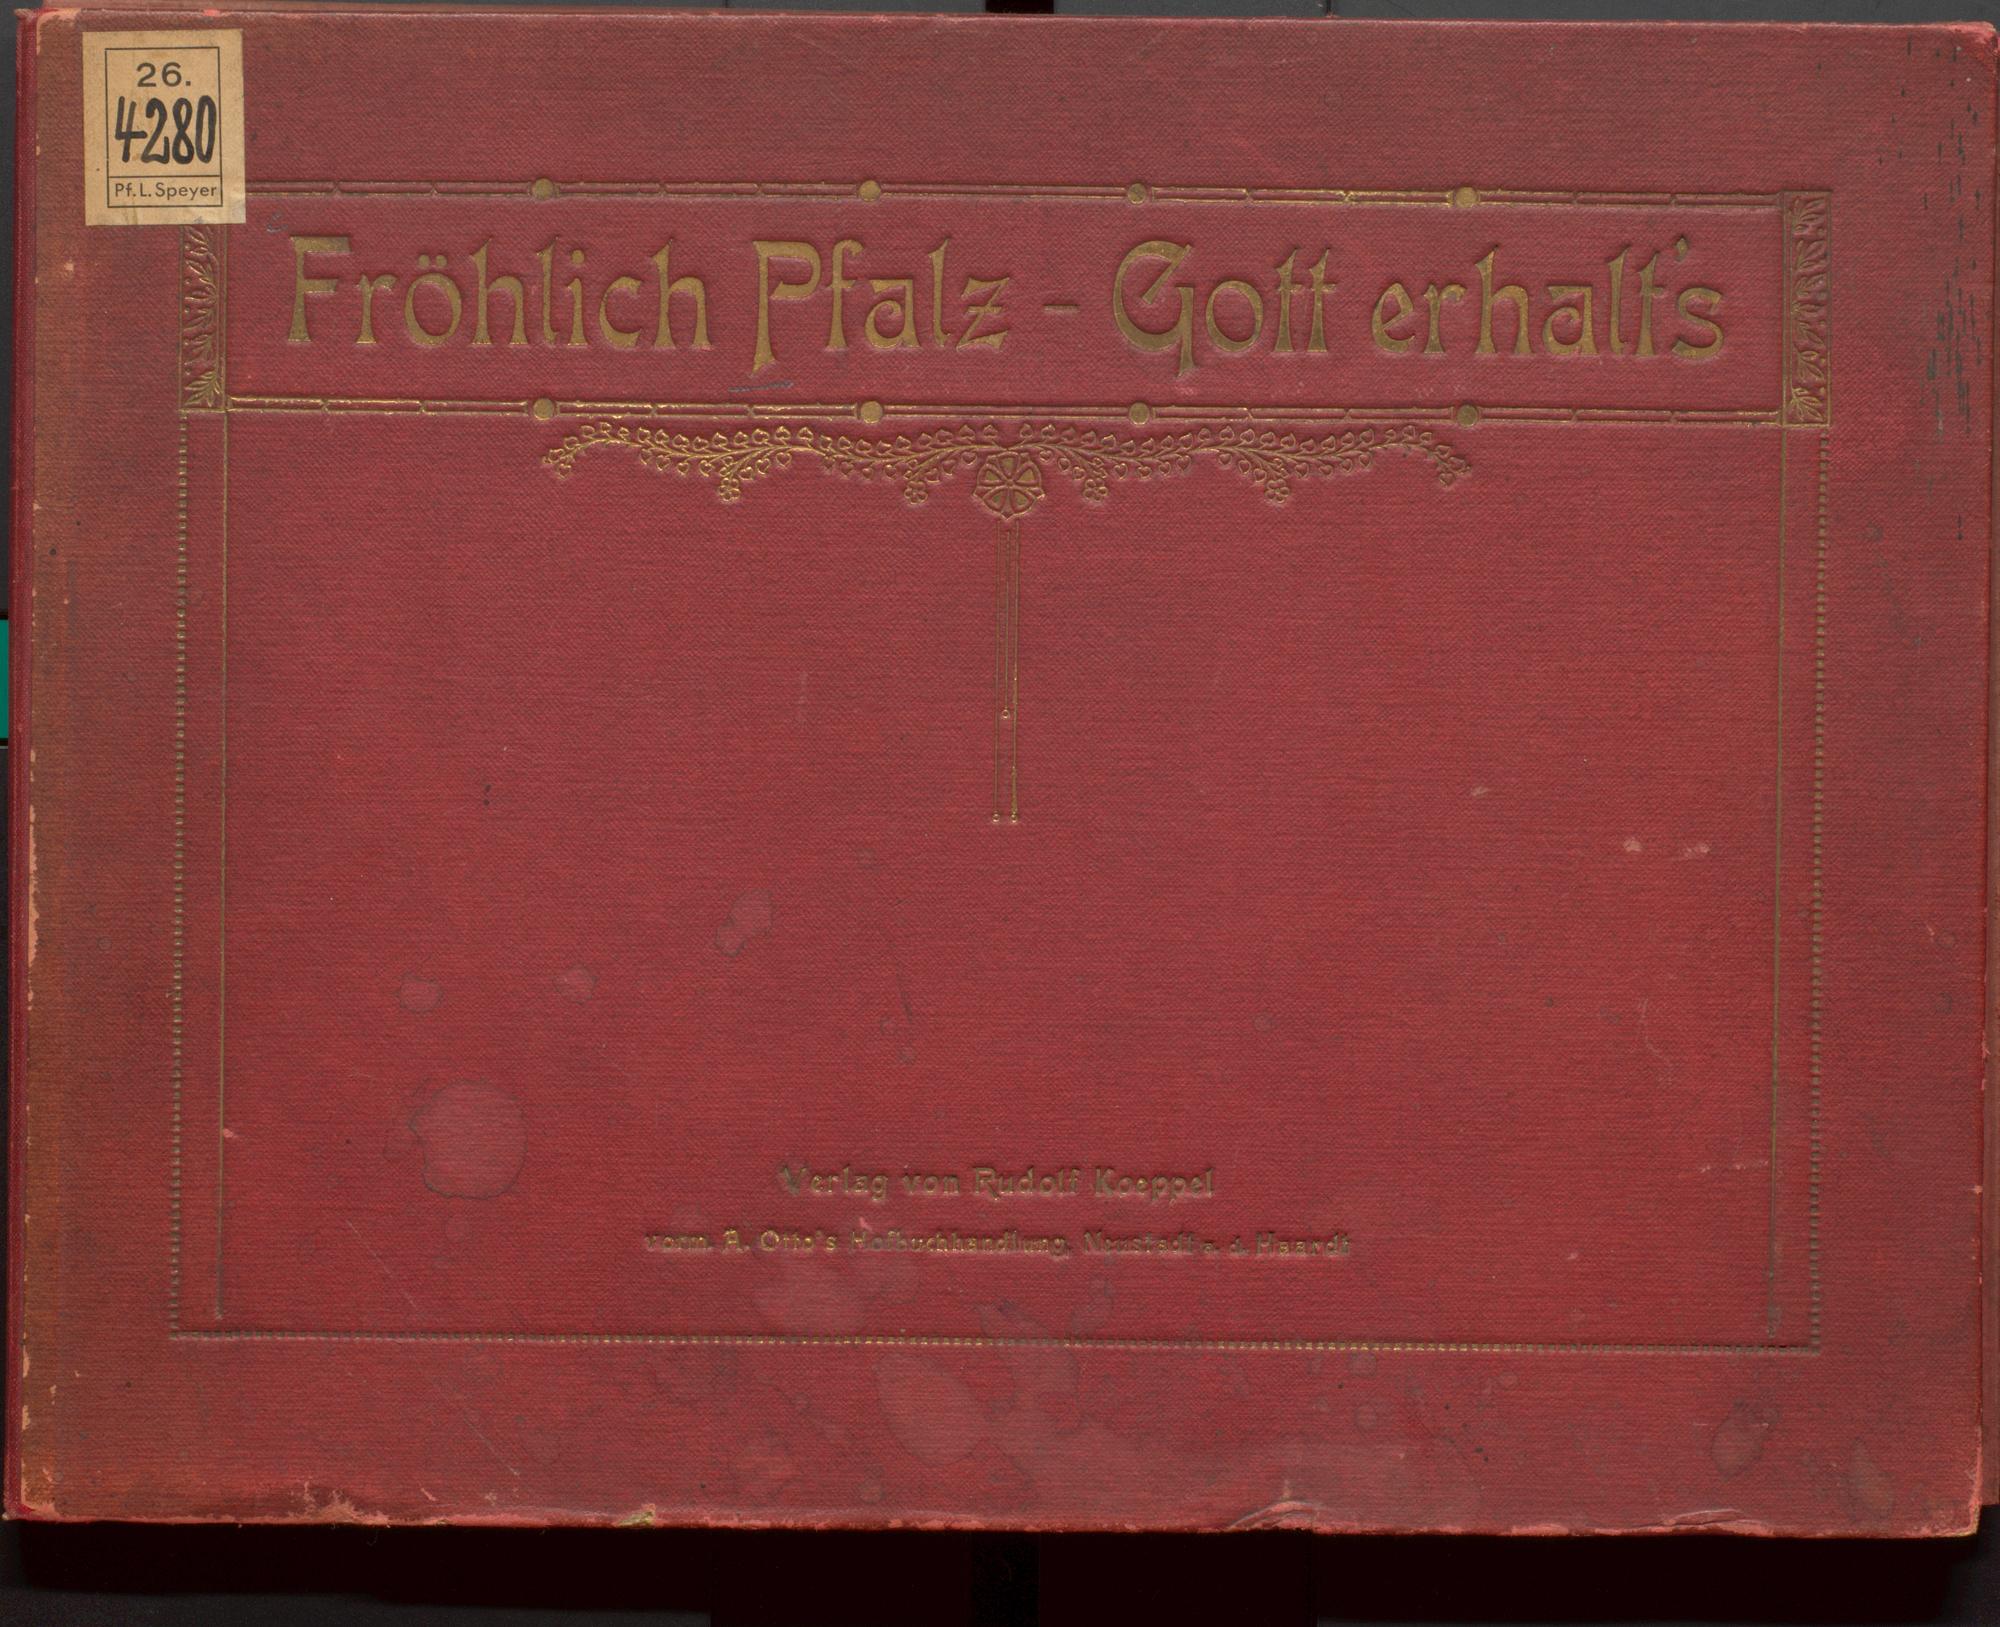 26.
4280
Pf. L. Speyer
Fröhlich Pfalz - Gott erhalt's
Verlag von Rudolf Koeppel
vorm. A. Otto's Hofbuchhandlung, Neustadt a. d. Haardt